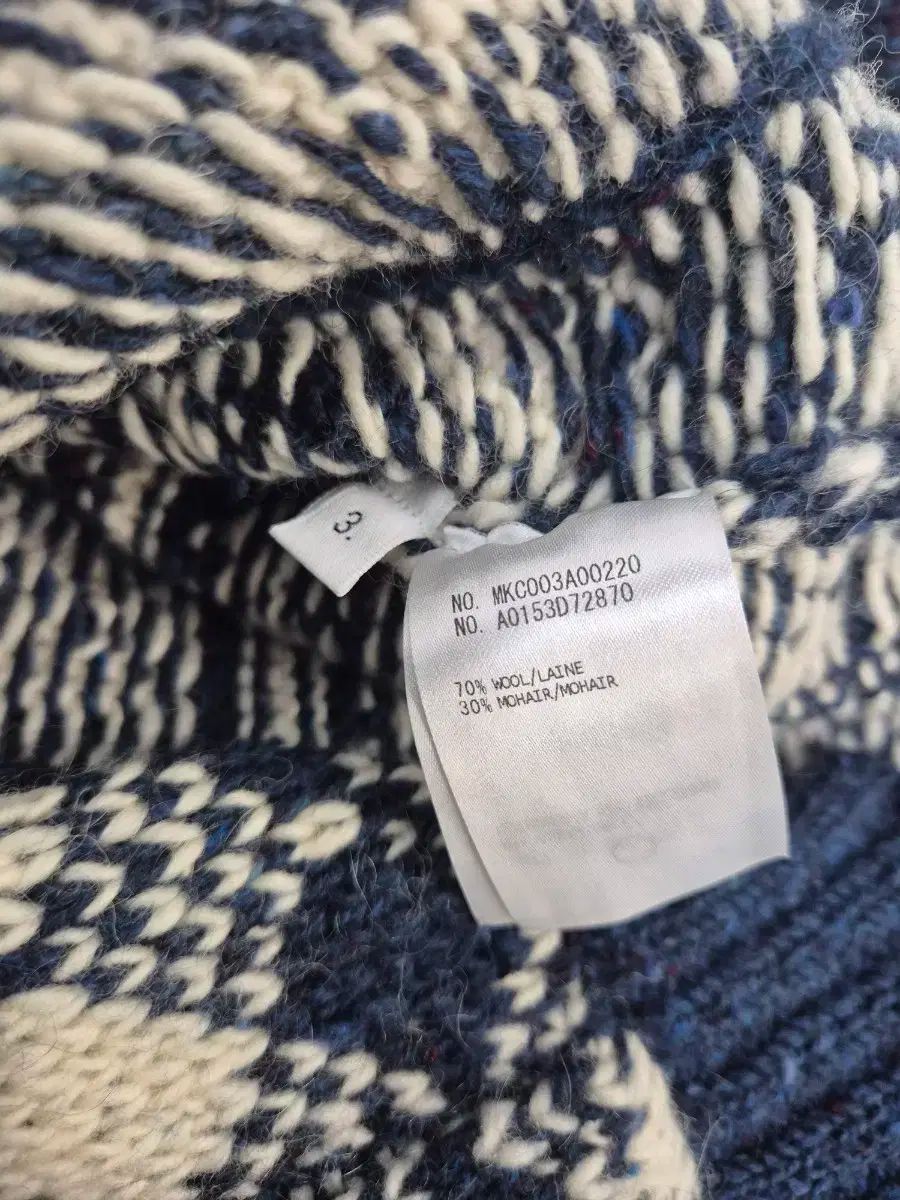 3.
NO. MKC003A00220
NO. A0153D72870
70% WOOL/LAINE
30% MOHAIR/MOHAIR